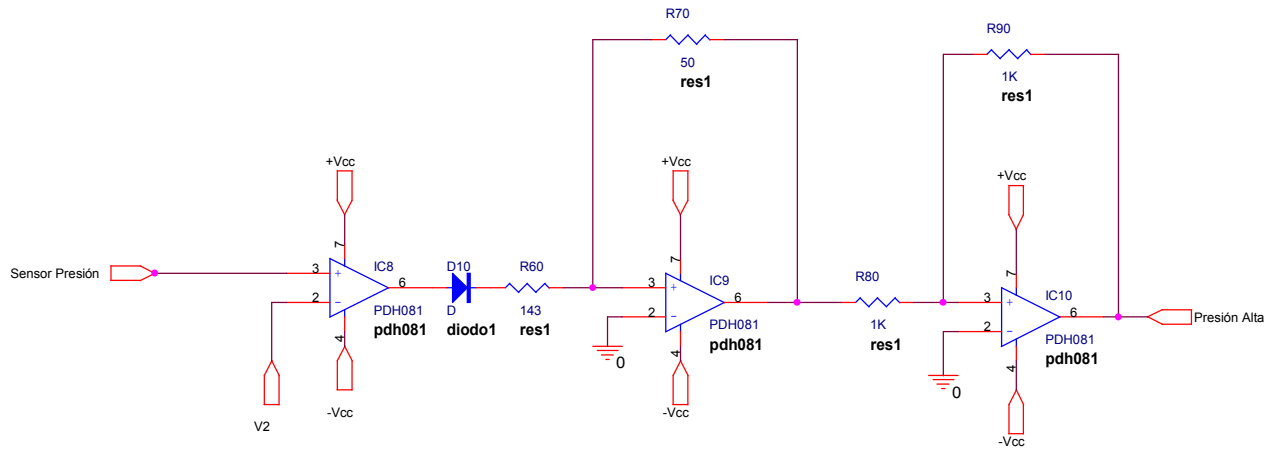 R70
50
res1
R90
1K
res1
+Vcc
7
Sensor Presión
3
+
2
−
6
IC8
PDH081
pdh081
4
-Vcc
V2
D10
D
diodo1
R60
143
res1
+Vcc
7
3
+
2
−
6
IC9
PDH081
pdh081
4
-Vcc
0
R80
1K
res1
+Vcc
7
3
+
2
−
6
IC10
PDH081
pdh081
4
-Vcc
0
Presión Alta